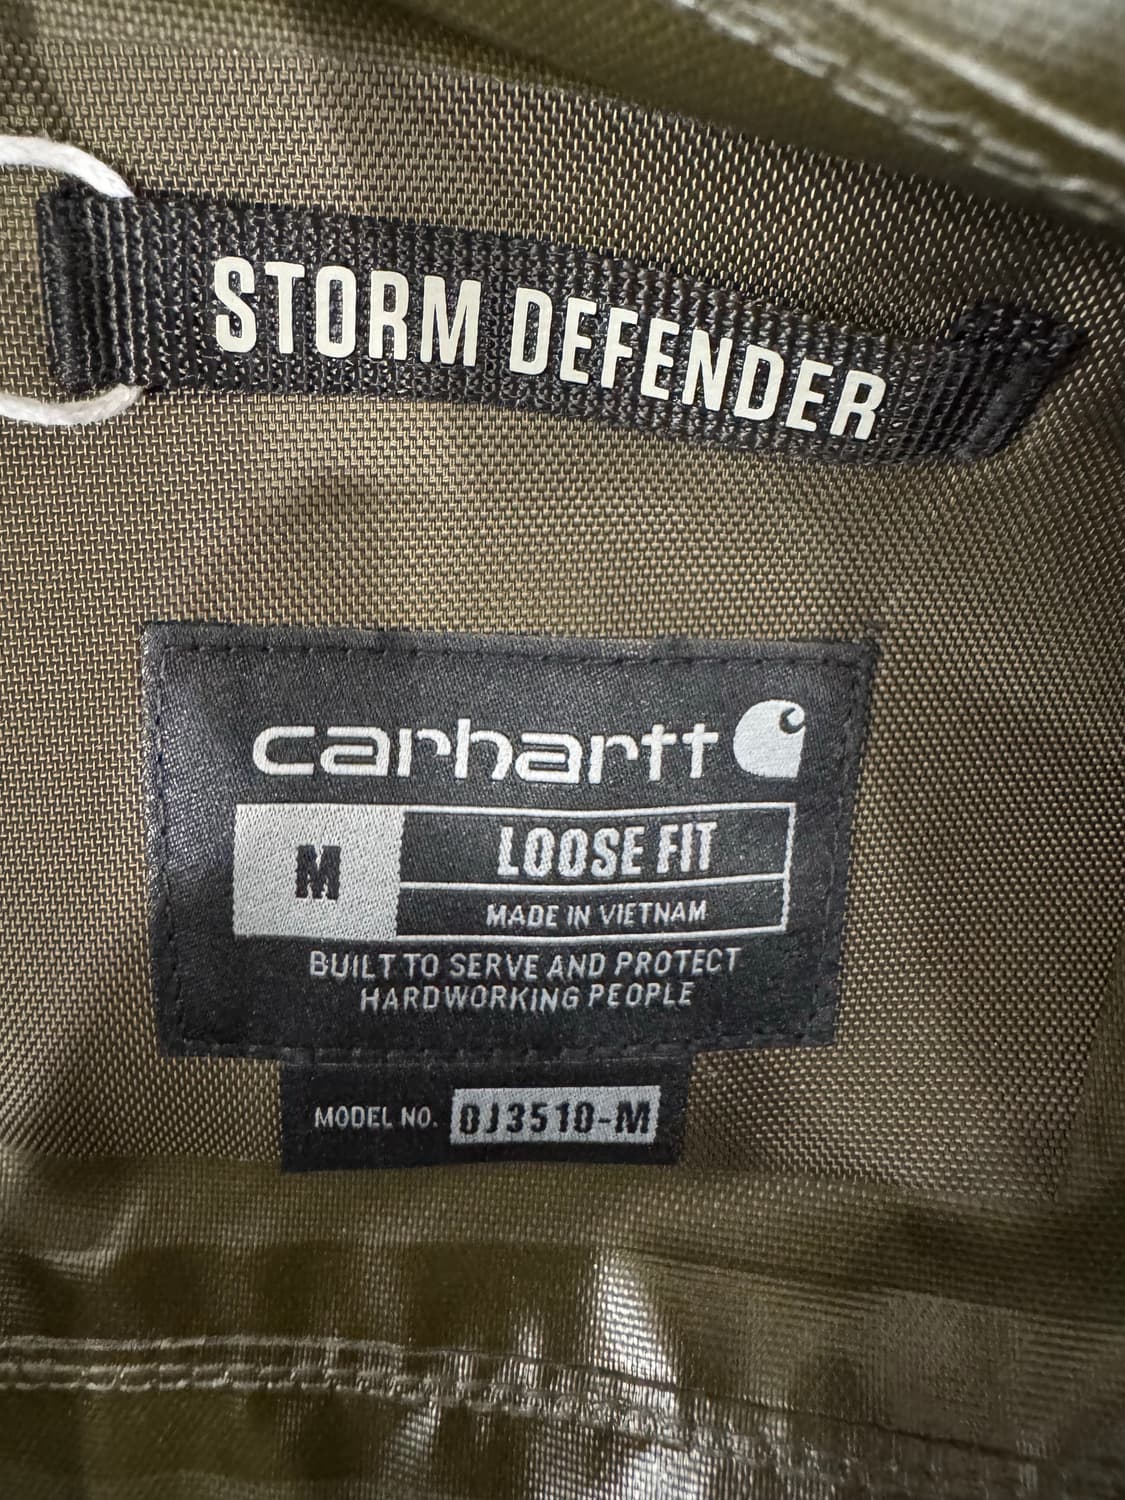 STORM DEFENDER
carhartt
M
LOOSE FIT
MADE IN VIETNAM
BUILT TO SERVE AND PROTECT
HARDWORKING PEOPLE
MODEL NO. OJ3510-M